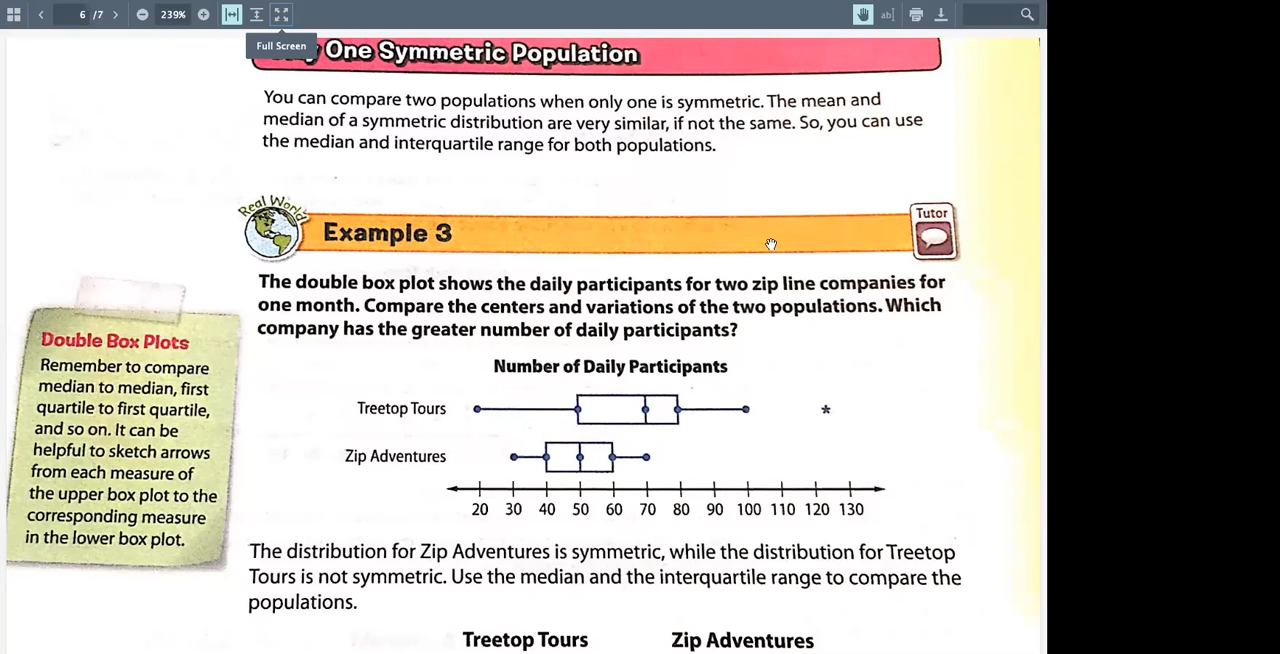 6 /7
239%
ab
Full Screen
One Symmetric Population
You can compare two populations when only one is symmetric. The mean and
median of a symmetric distribution are very similar, if not the same. So, you can use
the median and interquartile range for both populations.
Real World
Example 3
Tutor
The double box plot shows the daily participants for two zip line companies for
one month. Compare the centers and variations of the two populations. Which
company has the greater number of daily participants?
Double Box Plots
Remember to compare
median to median, first
quartile to first quartile,
and so on. It can be
helpful to sketch arrows
from each measure of
the upper box plot to the
corresponding measure
in the lower box plot.
Number of Daily Participants
Treetop Tours
*
Zip Adventures
20 30 40 50 60 70 80 90 100 110 120 130
The distribution for Zip Adventures is symmetric, while the distribution for Treetop
Tours is not symmetric. Use the median and the interquartile range to compare the
populations.
Treetop Tours Zip Adventures